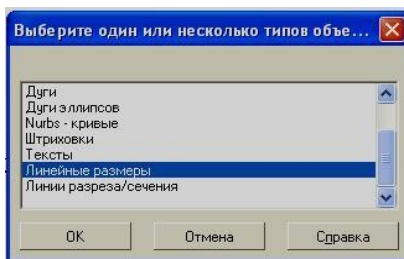 Выберите один или несколько типов объе...
Дуги
Дуги эллипсов
Nurbs - кривые
Штриховки
Тексты
Линейные размеры
Линии разреза/сечения
OK Отмена Справка